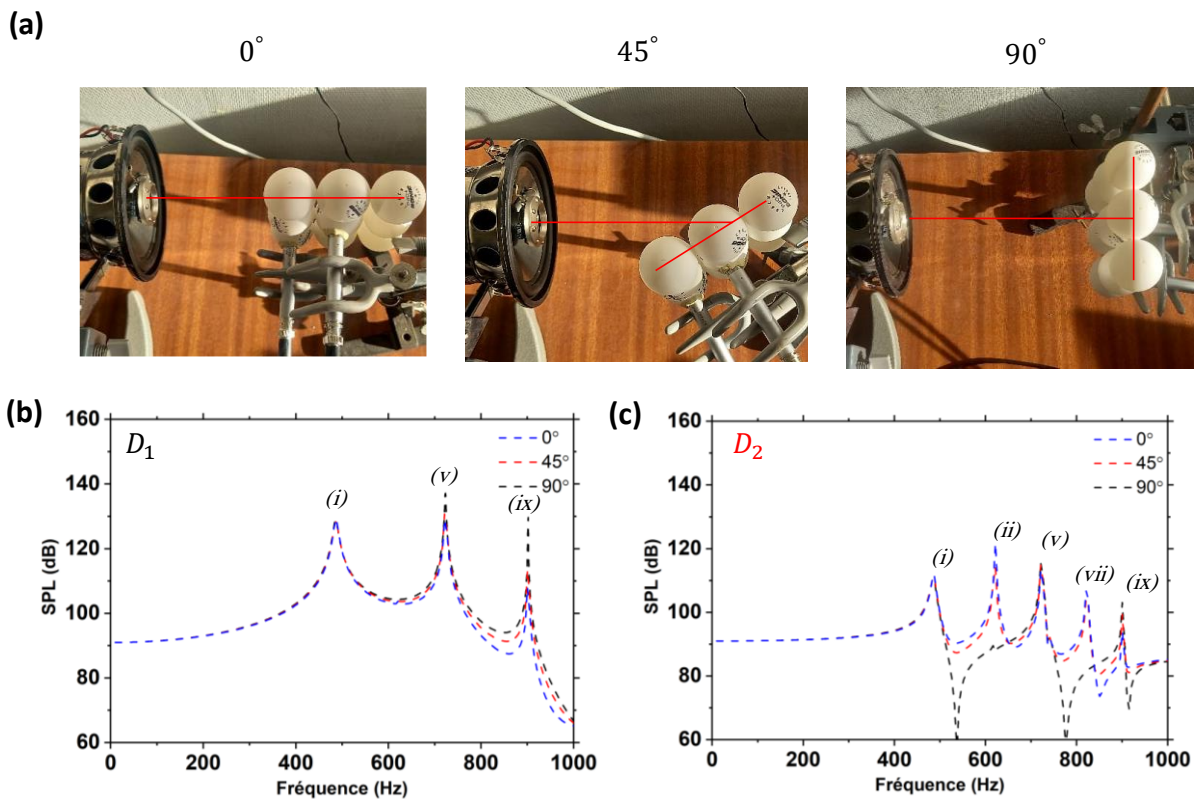 (a)
0° 45° 90°
(b)
160
140
120
100
80
60
SPL (dB)
D₁
0°
45°
90°
(i)
(v)
(ix)
0 200 400 600 800 1000
Fréquence (Hz)
(c)
160
140
120
100
80
60
SPL (dB)
D₂
0°
45°
90°
(i)
(ii)
(v)
(vii)
(ix)
0 200 400 600 800 1000
Fréquence (Hz)